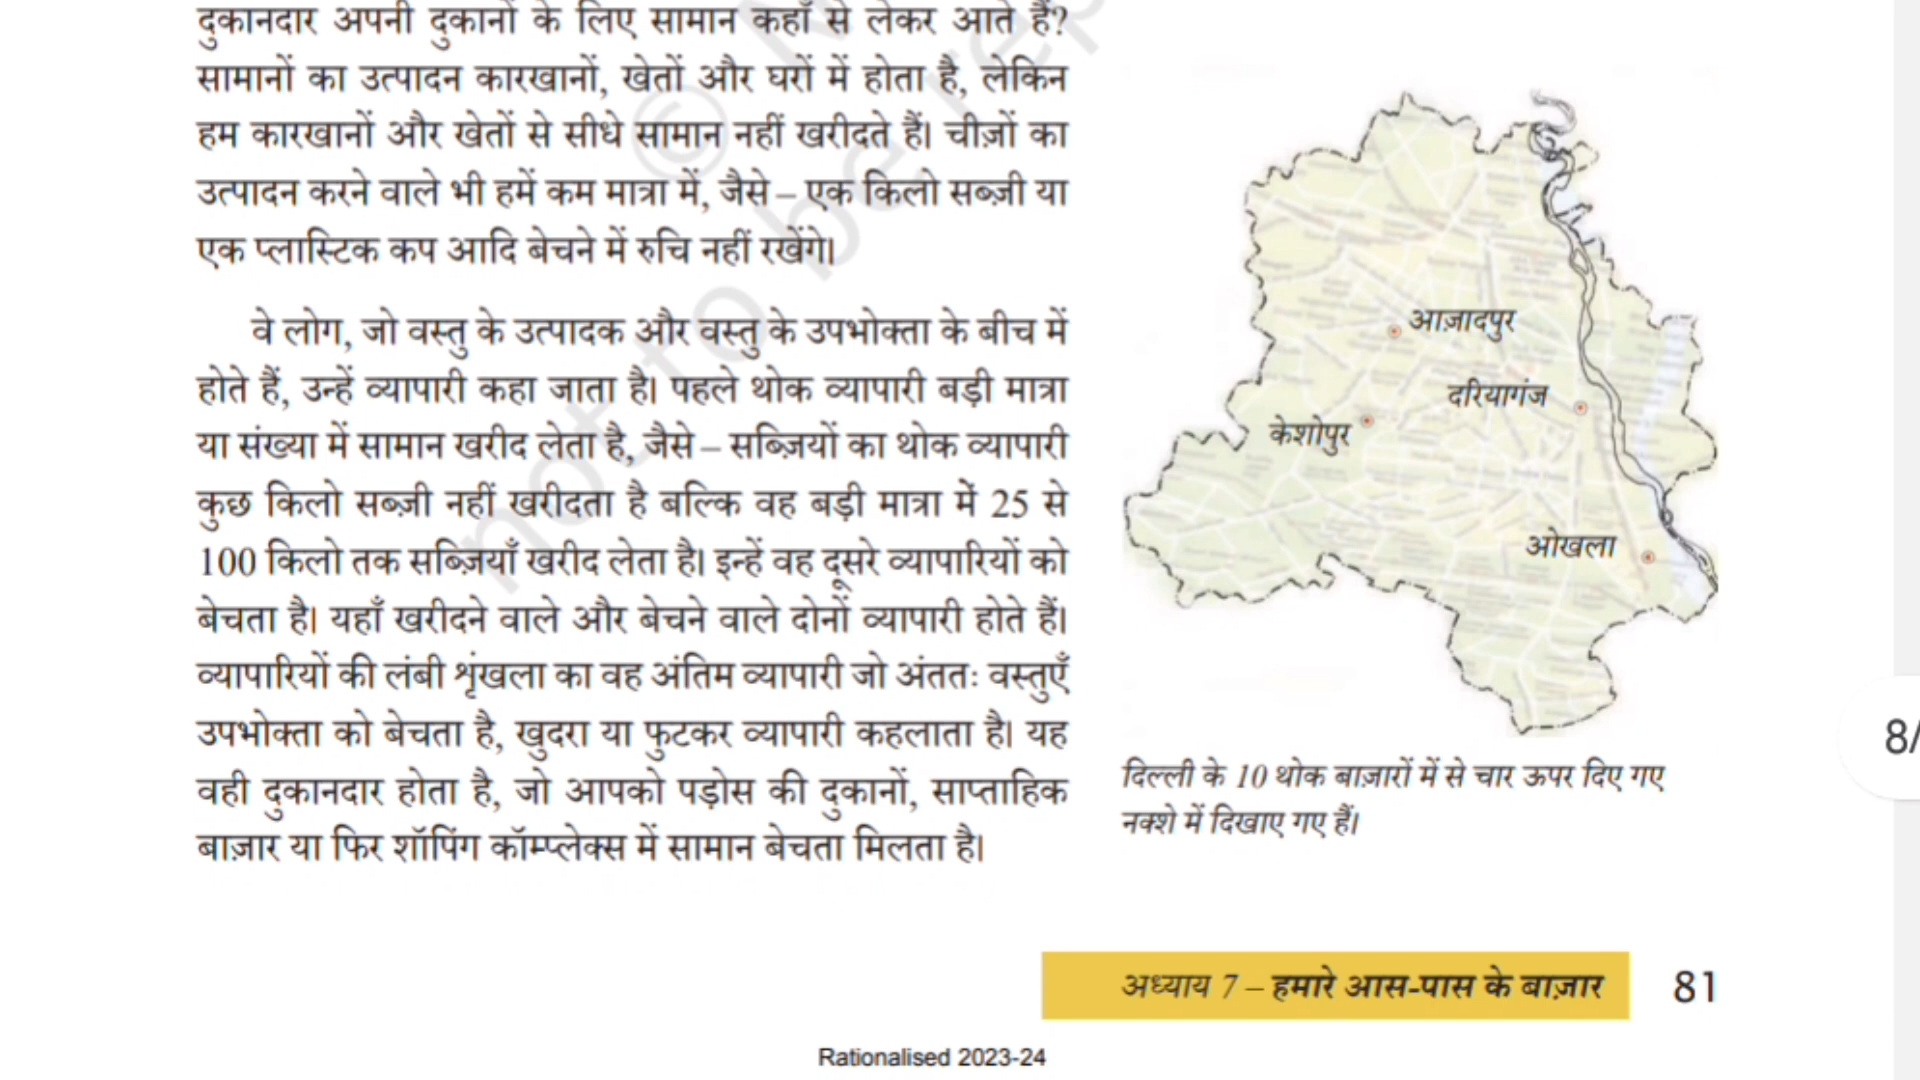 दुकानदार अपनी दुकानों के लिए सामान कहाँ से लेकर आते हैं?
सामानों का उत्पादन कारखानों, खेतों और घरों में होता है, लेकिन
हम कारखानों और खेतों से सीधे सामान नहीं खरीदते हैं। चीज़ों का
उत्पादन करने वाले भी हमें कम मात्रा में, जैसे – एक किलो सब्ज़ी या
एक प्लास्टिक कप आदि बेचने में रुचि नहीं रखेंगे।
वे लोग, जो वस्तु के उत्पादक और वस्तु के उपभोक्ता के बीच में
होते हैं, उन्हें व्यापारी कहा जाता है। पहले थोक व्यापारी बड़ी मात्रा
या संख्या में सामान खरीद लेता है, जैसे – सब्ज़ियों का थोक व्यापारी
कुछ किलो सब्ज़ी नहीं खरीदता है बल्कि वह बड़ी मात्रा में 25 से
100 किलो तक सब्ज़ियाँ खरीद लेता है। इन्हें वह दूसरे व्यापारियों को
बेचता है। यहाँ खरीदने वाले और बेचने वाले दोनों व्यापारी होते हैं।
व्यापारियों की लंबी शृंखला का वह अंतिम व्यापारी जो अंततः वस्तुएँ
उपभोक्ता को बेचता है, खुदरा या फुटकर व्यापारी कहलाता है। यह
वही दुकानदार होता है, जो आपको पड़ोस की दुकानों, साप्ताहिक
बाज़ार या फिर शॉपिंग कॉम्प्लेक्स में सामान बेचता मिलता है।
© N
not to be rep
आज़ादपुर
दरियागंज
केशोपुर
ओखला
दिल्ली के 10 थोक बाज़ारों में से चार ऊपर दिए गए
नक्शे में दिखाए गए हैं।
8/
अध्याय 7 – हमारे आस-पास के बाज़ार 81
Rationalised 2023-24